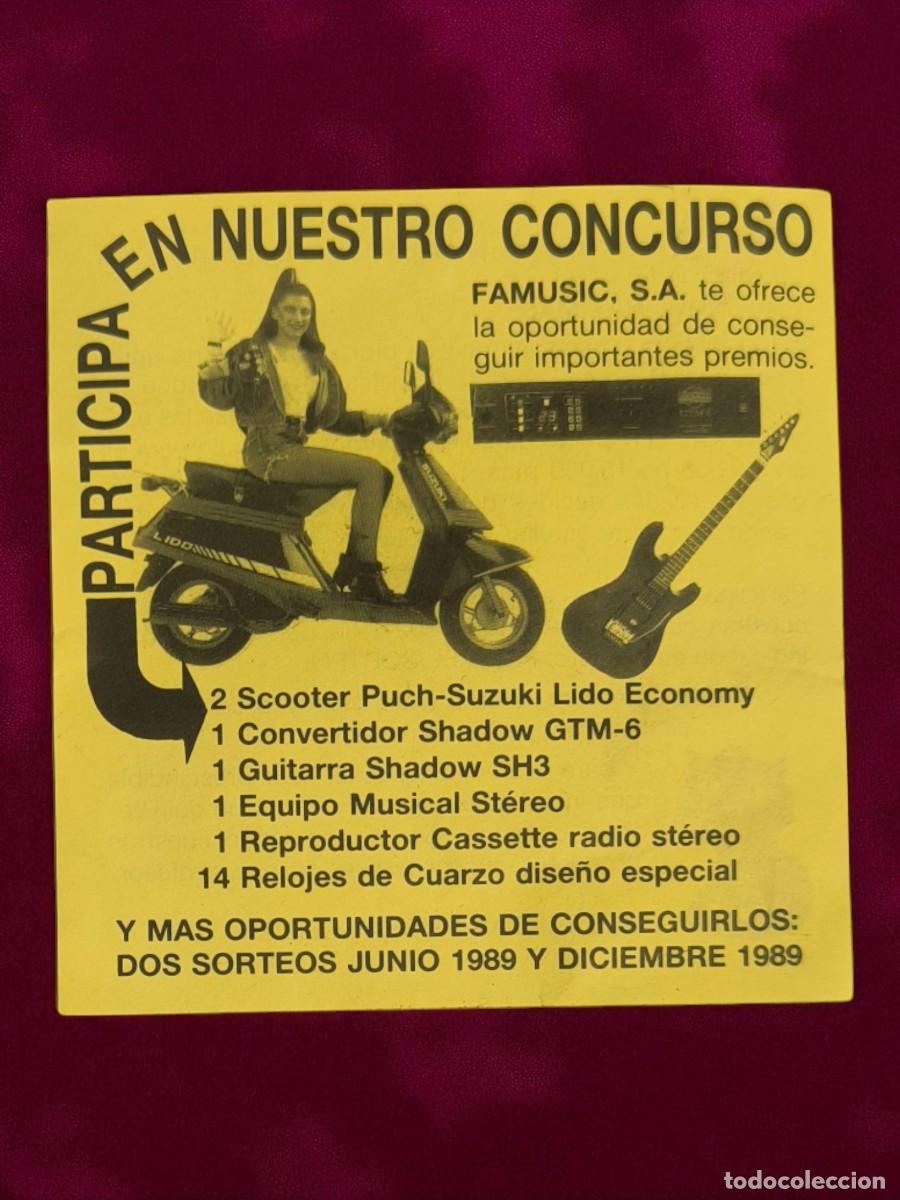 PARTICIPA EN NUESTRO CONCURSO
FAMUSIC, S.A. te ofrece
la oportunidad de conse-
guir importantes premios.
SUZUKI
LIDO
2 Scooter Puch-Suzuki Lido Economy
1 Convertidor Shadow GTM-6
1 Guitarra Shadow SH3
1 Equipo Musical Stéreo
1 Reproductor Cassette radio stéreo
14 Relojes de Cuarzo diseño especial
Y MAS OPORTUNIDADES DE CONSEGUIRLOS:
DOS SORTEOS JUNIO 1989 Y DICIEMBRE 1989
todocoleccion